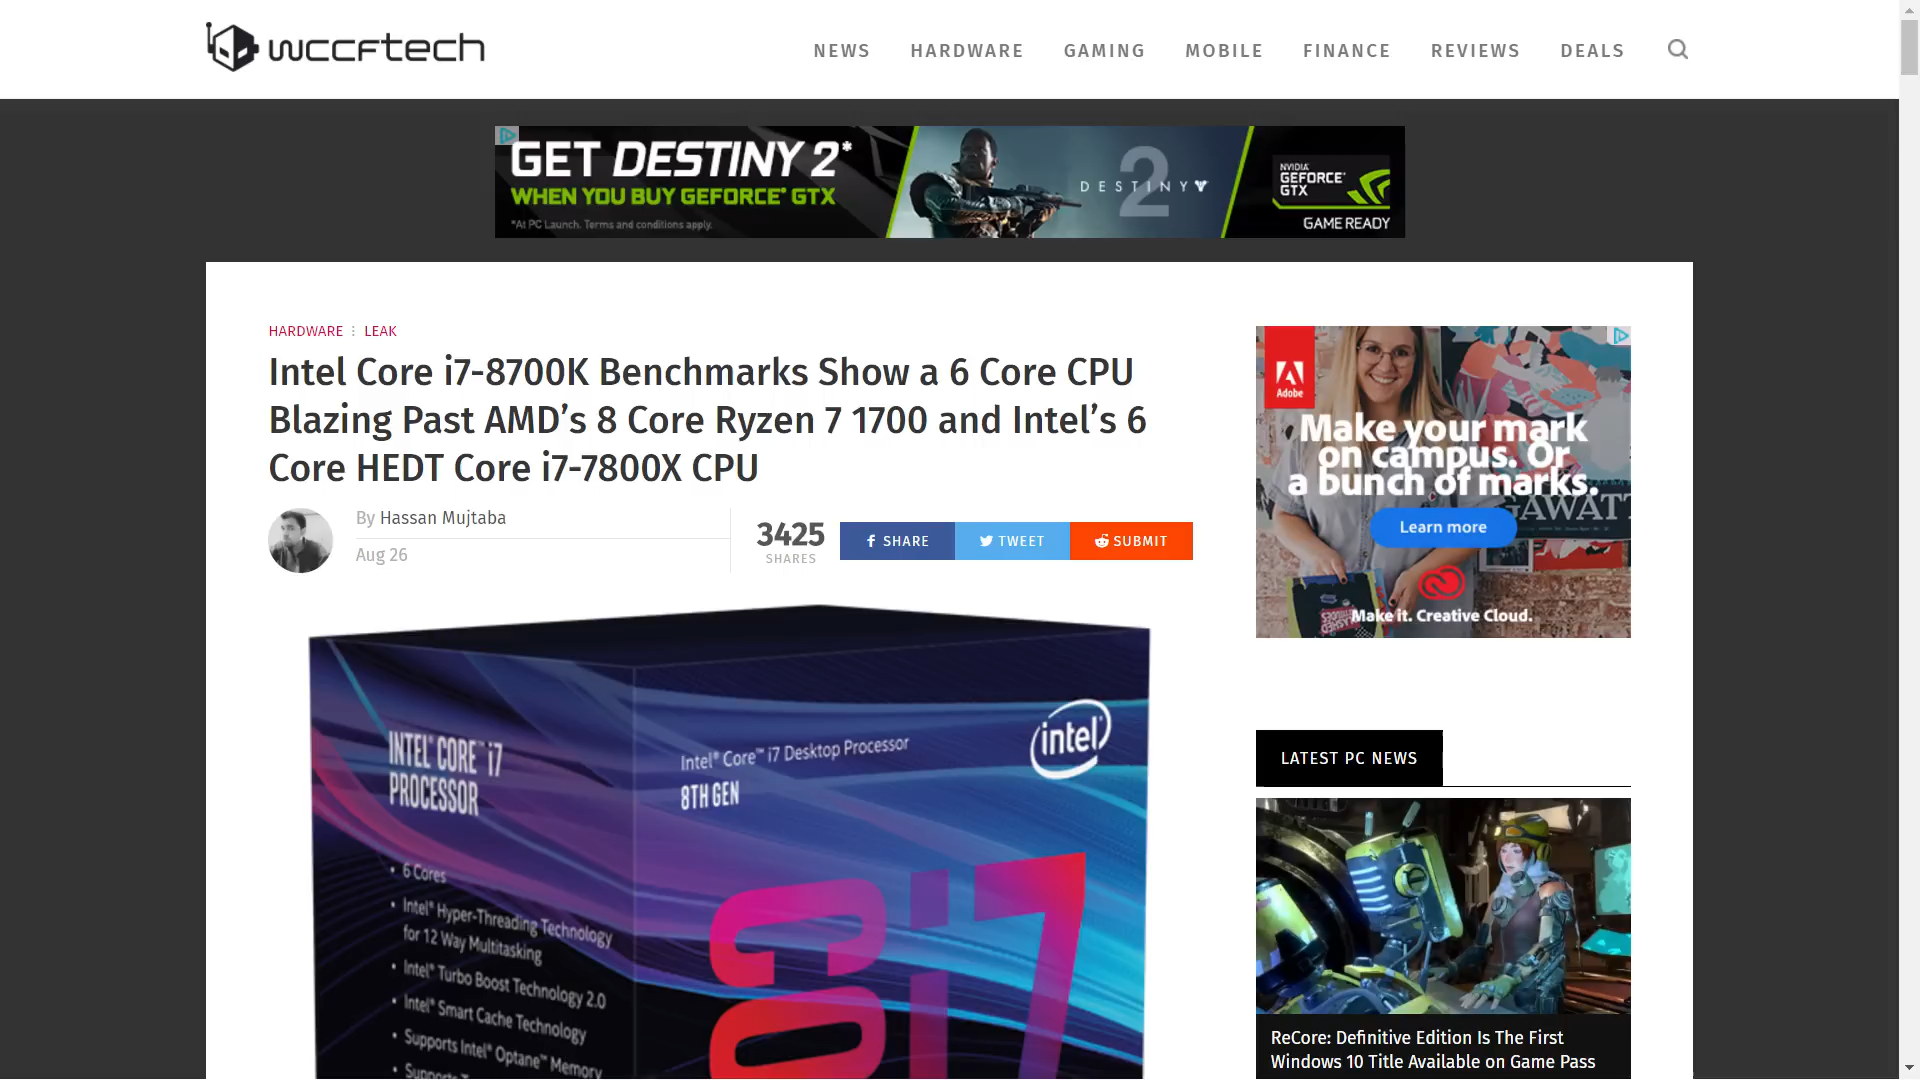 wccftech
NEWS HARDWARE GAMING MOBILE FINANCE REVIEWS DEALS
GET DESTINY 2*
WHEN YOU BUY GEFORCE® GTX
*At PC Launch. Terms and conditions apply.
2
DESTINY
NVIDIA
GEFORCE®
GTX
GAME READY
HARDWARE LEAK
Intel Core i7-8700K Benchmarks Show a 6 Core CPU
Blazing Past AMD’s 8 Core Ryzen 7 1700 and Intel’s 6
Core HEDT Core i7-7800X CPU
By Hassan Mujtaba
Aug 26
3425
SHARES
SHARE
TWEET
SUBMIT
INTEL® CORE™ i7
PROCESSOR
Intel® Core™ i7 Desktop Processor
8TH GEN
intel®
• 6 Cores
• Intel® Hyper-Threading Technology
for 12 Way Multitasking
• Intel® Turbo Boost Technology 2.0
• Intel® Smart Cache Technology
• Supports Intel® Optane™ Memory
i7
Adobe
Make your mark
on campus. Or
a bunch of marks.
Learn more
Make it. Creative Cloud.
LATEST PC NEWS
ReCore: Definitive Edition Is The First
Windows 10 Title Available on Game Pass